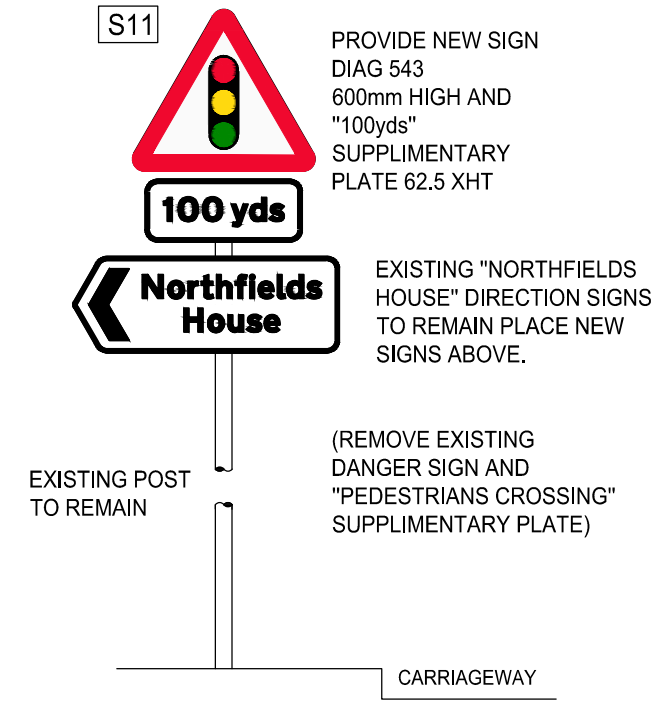 S11
PROVIDE NEW SIGN
DIAG 543
600mm HIGH AND
"100yds"
SUPPLIMENTARY
PLATE 62.5 XHT
100 yds
EXISTING "NORTHFIELDS
HOUSE" DIRECTION SIGNS
TO REMAIN PLACE NEW
SIGNS ABOVE.
Northfields
House
(REMOVE EXISTING
DANGER SIGN AND
"PEDESTRIANS CROSSING"
SUPPLIMENTARY PLATE)
EXISTING POST
TO REMAIN
CARRIAGEWAY